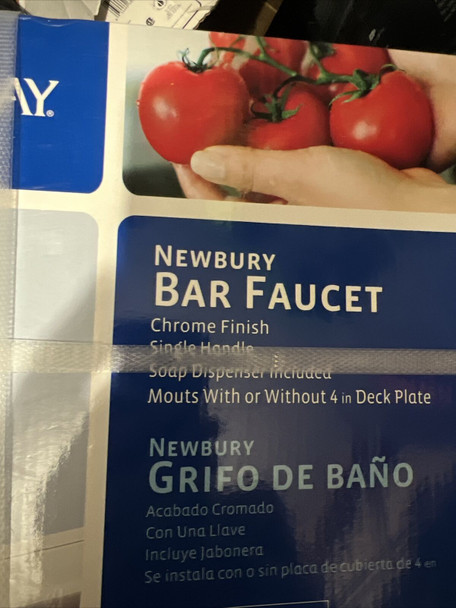 AY®
NEWBURY
BAR FAUCET
Chrome Finish
Single Handle
Soap Dispenser Included
Mouts With or Without 4 in Deck Plate
NEWBURY
GRIFO DE BAÑO
Acabado Cromado
Con Una Llave
Incluye Jabonera
Se instala con o sin placa de cubierta de 4 en